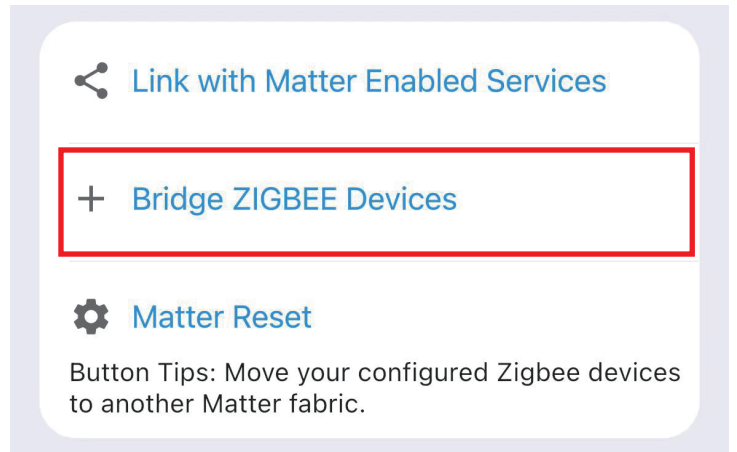 Link with Matter Enabled Services
Bridge ZIGBEE Devices
Matter Reset
Button Tips: Move your configured Zigbee devices
to another Matter fabric.